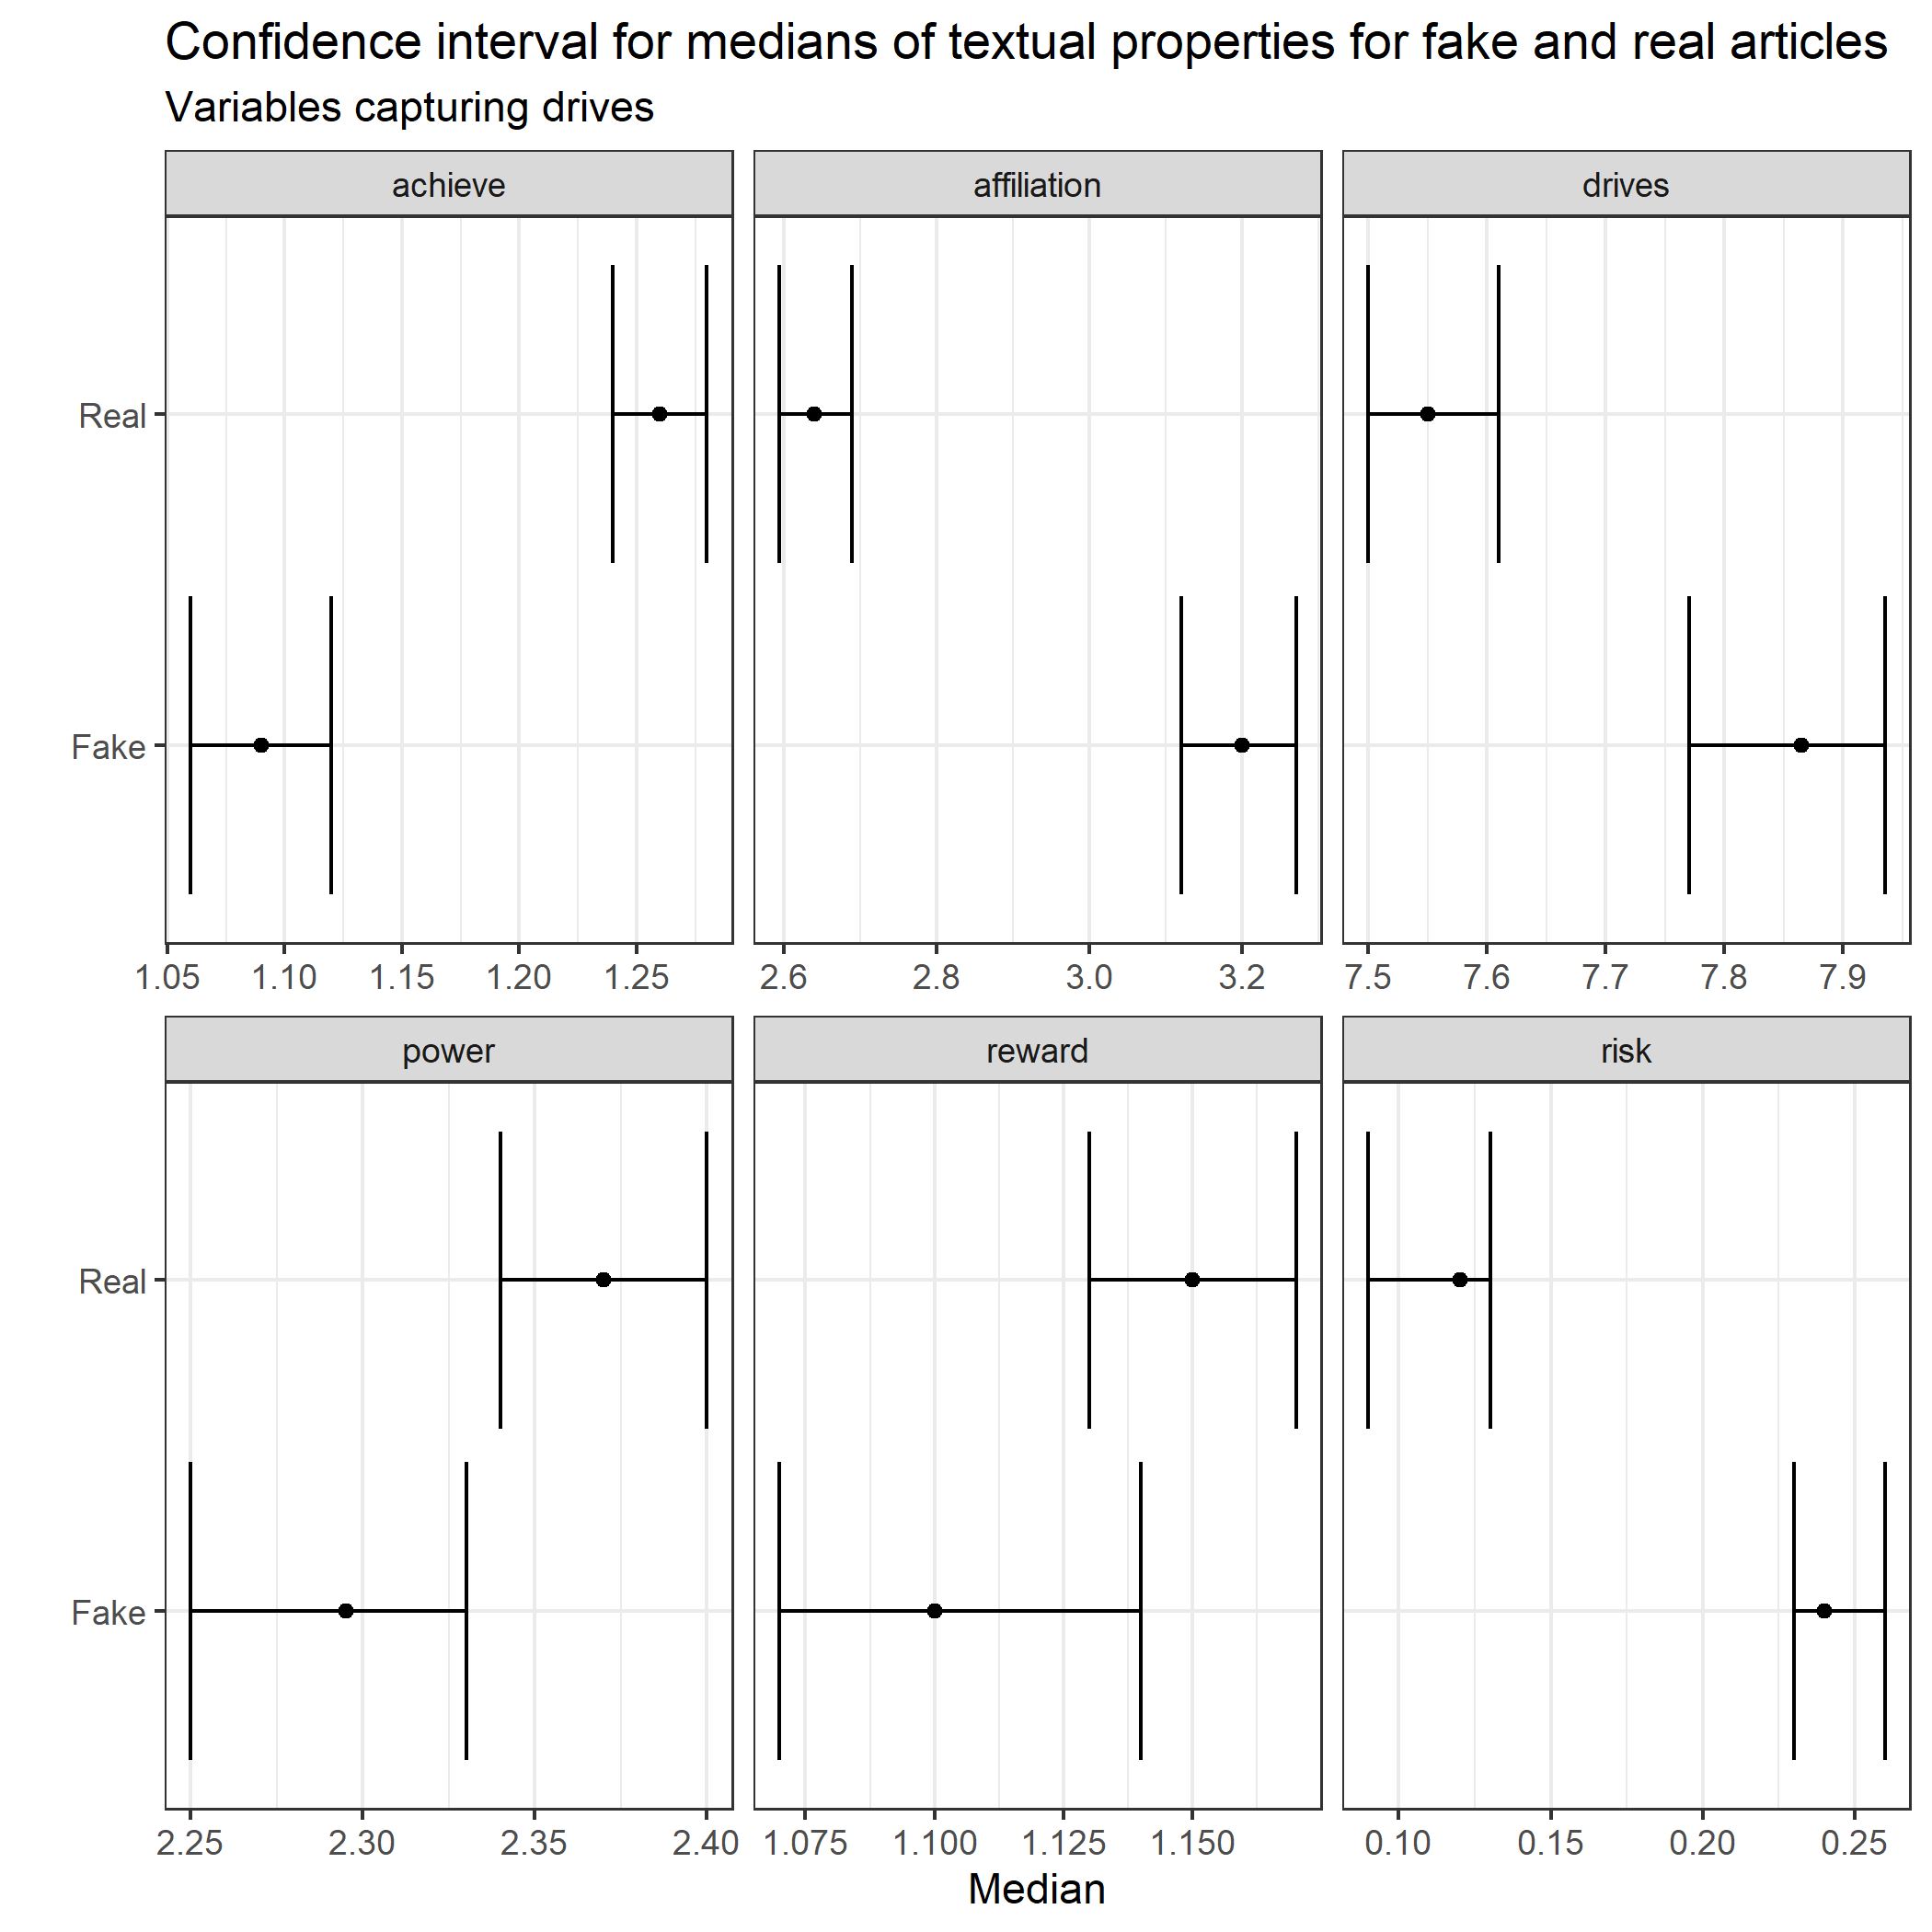 Confidence interval for medians of textual properties for fake and real articles
Variables capturing drives
achieve affiliation drives
Real
Fake
1.05 1.10 1.15 1.20 1.25 2.6 2.8 3.0 3.2 7.5 7.6 7.7 7.8 7.9
power reward risk
Real
Fake
2.25 2.30 2.35 2.40 1.075 1.100 1.125 1.150 0.10 0.15 0.20 0.25
Median